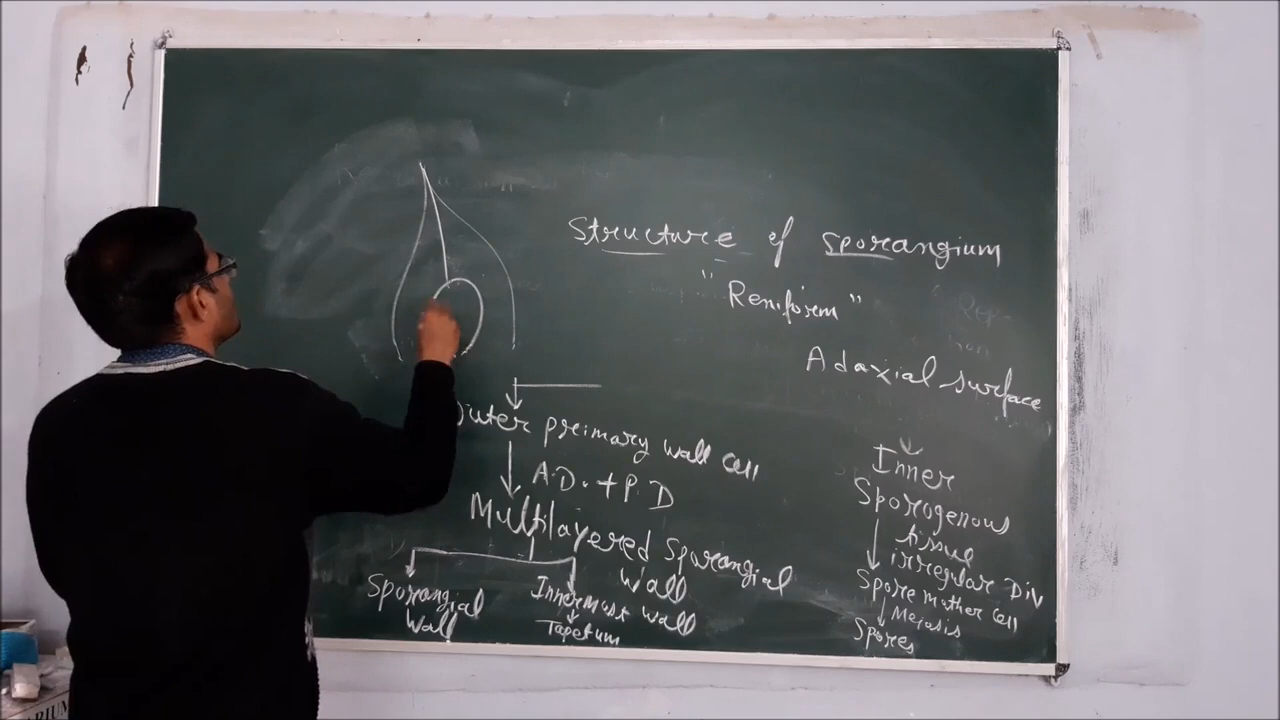 Structure of sporangium
"Reniform"
Adaxial surface
Outer preimary wall cell
A.D. + P.D
Multilayered Sporangial
wall
Sporangial
wall
Innermost wall
Tapetum
Inner
Sporogenous
tissue
irregular Div
Spore mother cell
Meiosis
Spores